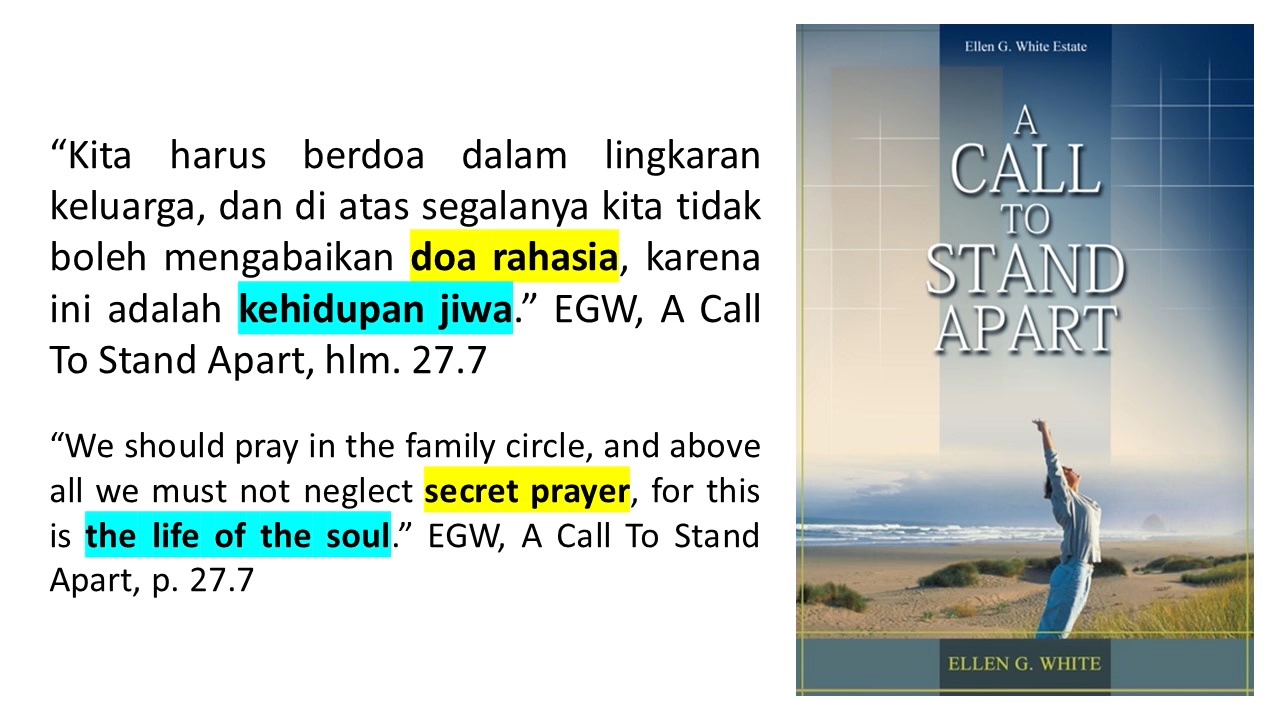 “Kita harus berdoa dalam lingkaran
keluarga, dan di atas segalanya kita tidak
boleh mengabaikan doa rahasia, karena
ini adalah kehidupan jiwa.” EGW, A Call
To Stand Apart, hlm. 27.7
“We should pray in the family circle, and above
all we must not neglect secret prayer, for this
is the life of the soul.” EGW, A Call To Stand
Apart, p. 27.7
Ellen G. White Estate
A
CALL
TO
STAND
APART
ELLEN G. WHITE